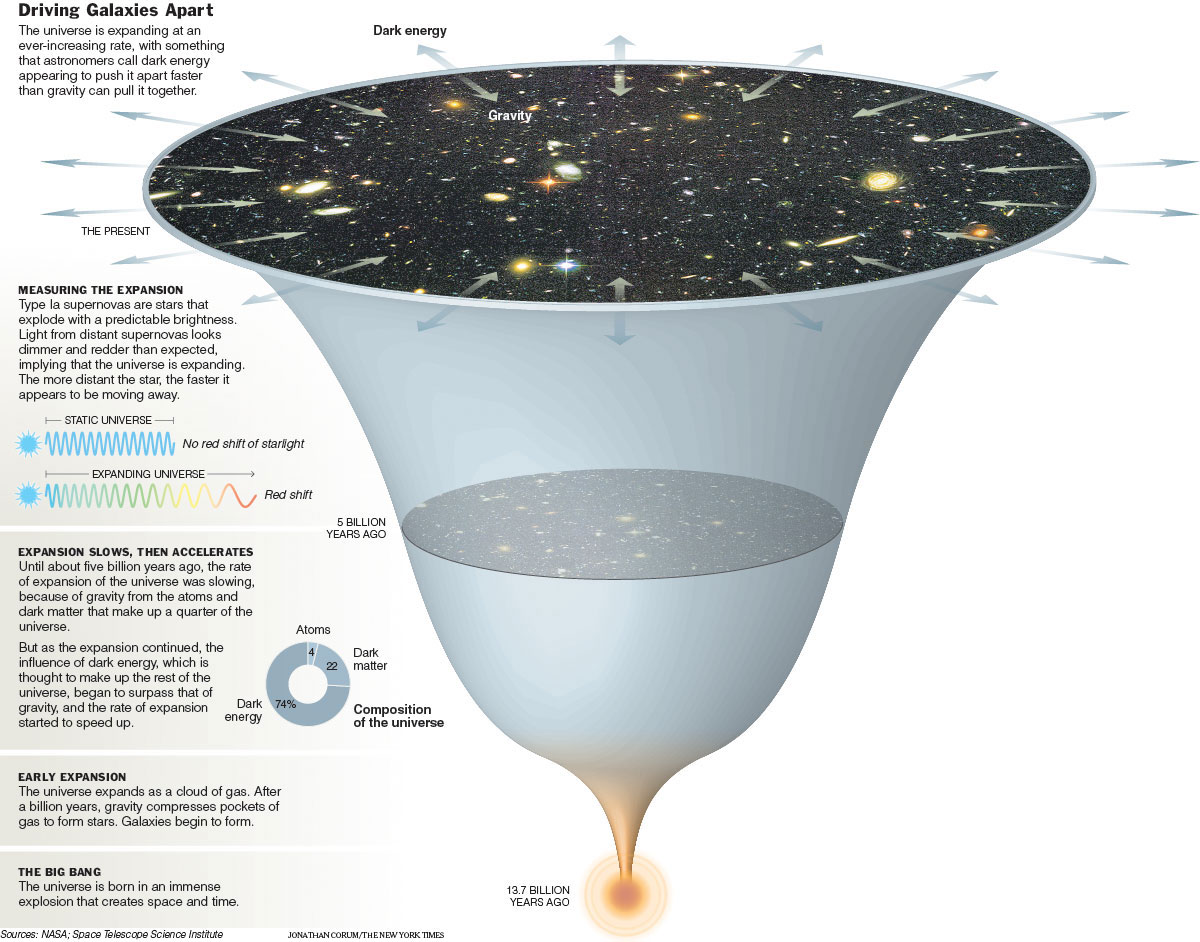 Driving Galaxies Apart
The universe is expanding at an
ever-increasing rate, with something
that astronomers call dark energy
appearing to push it apart faster
than gravity can pull it together.
Dark energy
Gravity
THE PRESENT
MEASURING THE EXPANSION
Type Ia supernovas are stars that
explode with a predictable brightness.
Light from distant supernovas looks
dimmer and redder than expected,
implying that the universe is expanding.
The more distant the star, the faster it
appears to be moving away.
STATIC UNIVERSE
No red shift of starlight
EXPANDING UNIVERSE
Red shift
5 BILLION
YEARS AGO
EXPANSION SLOWS, THEN ACCELERATES
Until about five billion years ago, the rate
of expansion of the universe was slowing,
because of gravity from the atoms and
dark matter that make up a quarter of the
universe.
But as the expansion continued, the
influence of dark energy, which is
thought to make up the rest of the
universe, began to surpass that of
gravity, and the rate of expansion
started to speed up.
Atoms
4
22
Dark
matter
Dark
energy
74%
Composition
of the universe
EARLY EXPANSION
The universe expands as a cloud of gas. After
a billion years, gravity compresses pockets of
gas to form stars. Galaxies begin to form.
THE BIG BANG
The universe is born in an immense
explosion that creates space and time.
13.7 BILLION
YEARS AGO
Sources: NASA; Space Telescope Science Institute
JONATHAN CORUM/THE NEW YORK TIMES